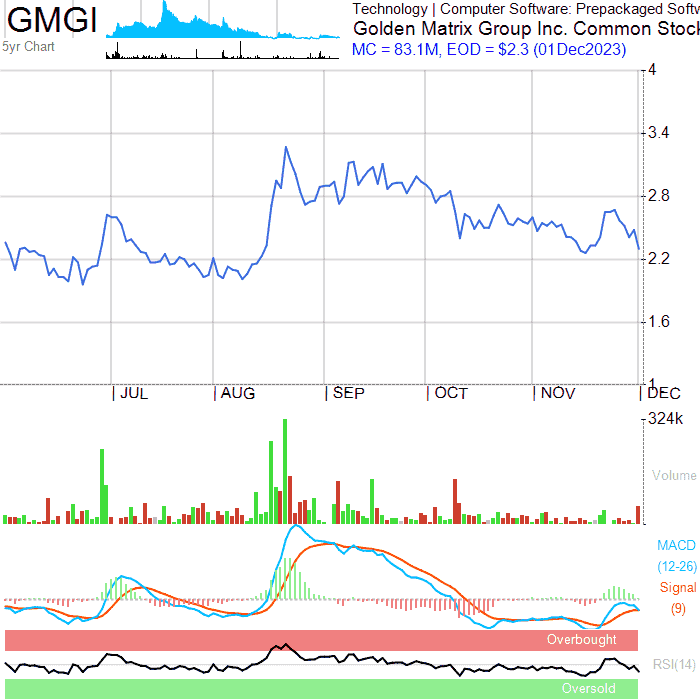 GMGI
5yr Chart
Technology | Computer Software: Prepackaged Softw
Golden Matrix Group Inc. Common Stock
MC = 83.1M, EOD = $2.3 (01Dec2023)
4
3.4
2.8
2.2
1.6
1
JUL
AUG
SEP
OCT
NOV
DEC
324k
Volume
MACD
(12-26)
Signal
(9)
Overbought
RSI(14)
Oversold